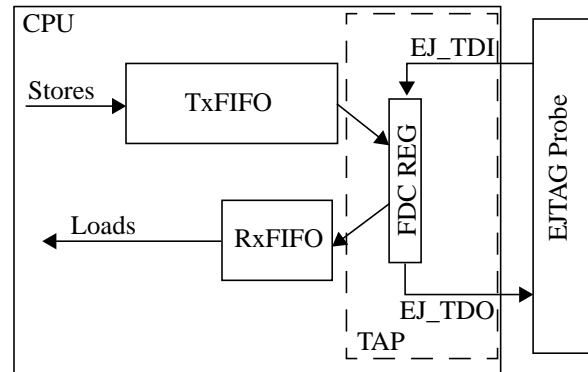 CPU
EJ_TDI
Stores
TxFIFO
FDC REG
EJTAG Probe
Loads
RxFIFO
EJ_TDO
TAP